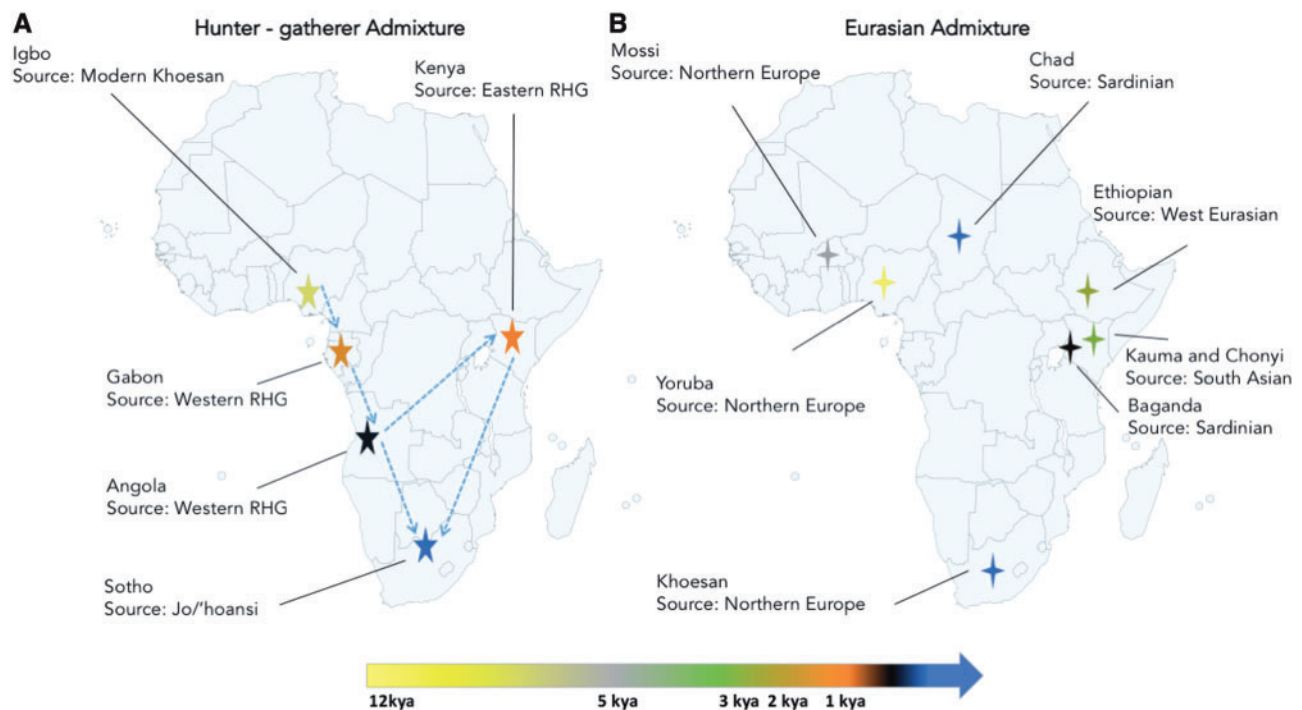 A
Hunter - gatherer Admixture
Igbo
Source: Modern Khoesan
Kenya
Source: Eastern RHG
Gabon
Source: Western RHG
Angola
Source: Western RHG
Sotho
Source: Jo/'hoansi
B
Eurasian Admixture
Mossi
Source: Northern Europe
Chad
Source: Sardinian
Ethiopian
Source: West Eurasian
Kauma and Chonyi
Source: South Asian
Baganda
Source: Sardinian
Yoruba
Source: Northern Europe
Khoesan
Source: Northern Europe
12kya 5 kya 3 kya 2 kya 1 kya